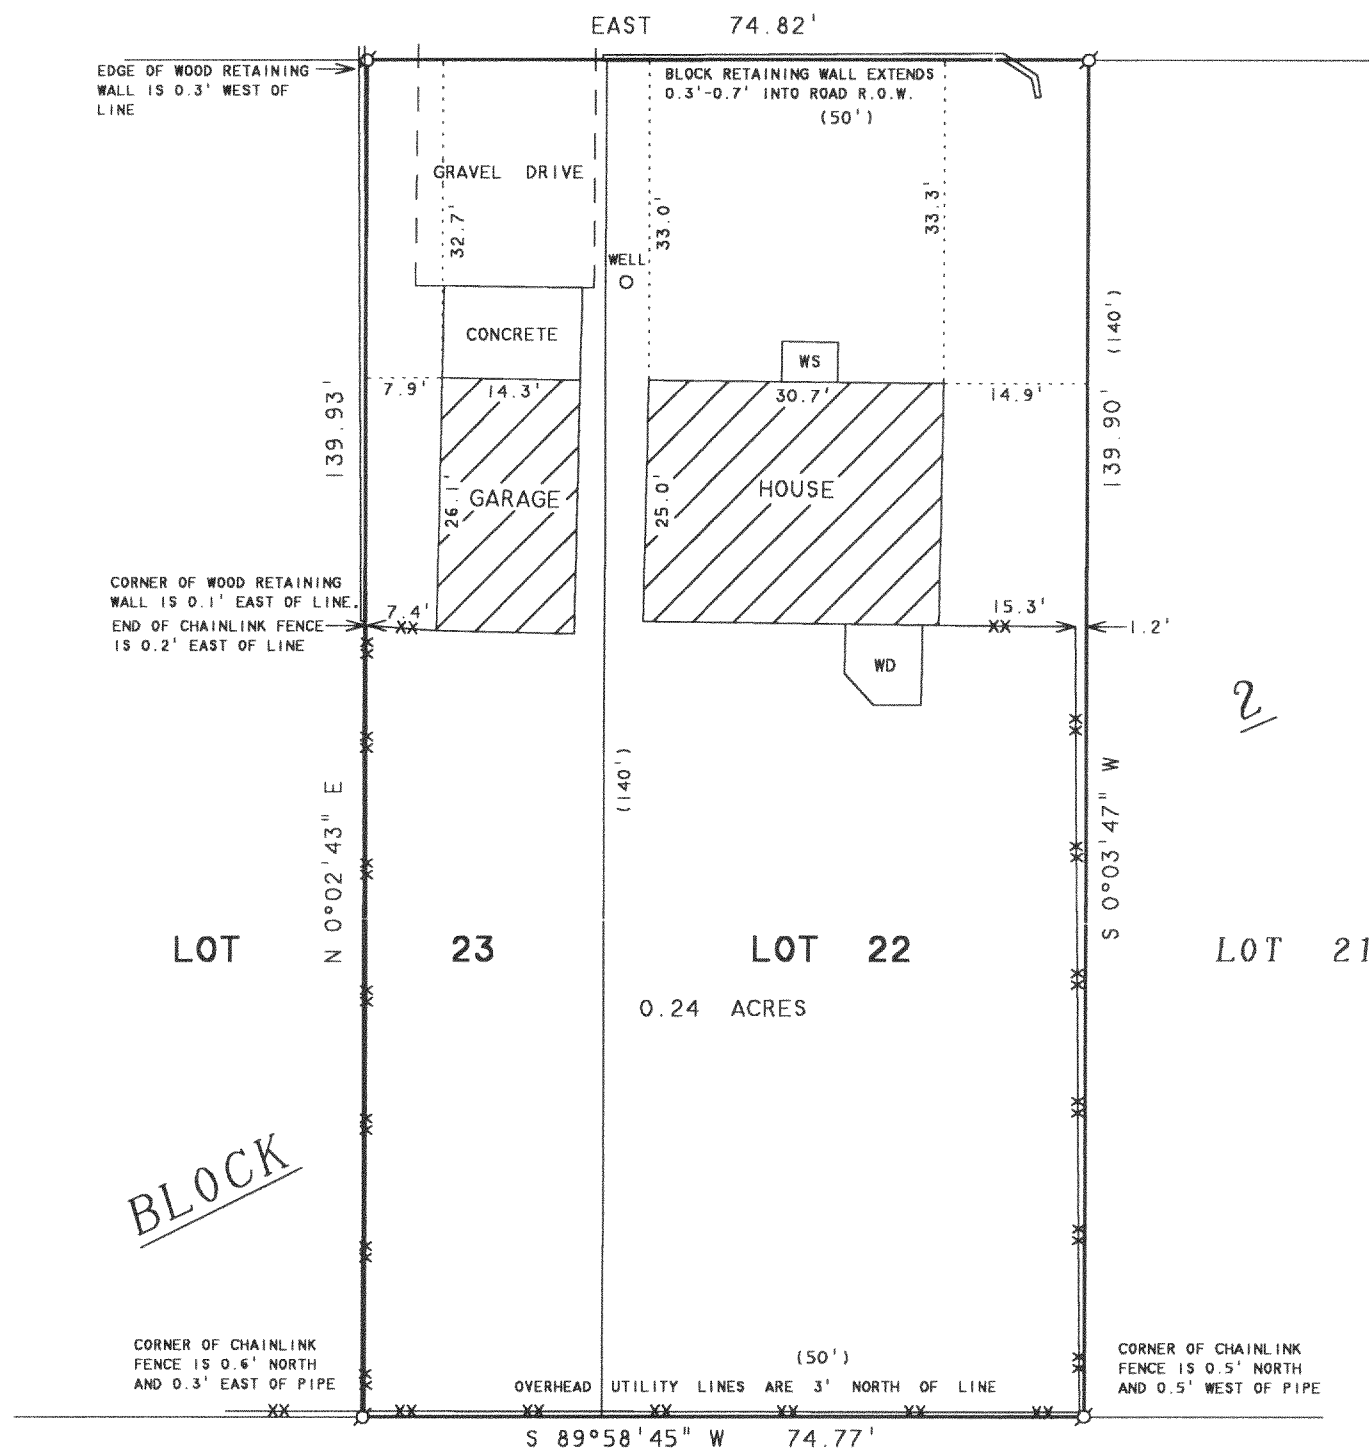 EAST 74.82'
EDGE OF WOOD RETAINING
WALL IS 0.3' WEST OF
LINE
BLOCK RETAINING WALL EXTENDS
0.3'-0.7' INTO ROAD R.O.W.
(50')
GRAVEL DRIVE
32.7'
33.0'
33.3'
WELL
CONCRETE
WS
(140')
7.9'
14.3'
30.7'
14.9'
139.93'
139.90'
26.1'
GARAGE
25.0'
HOUSE
CORNER OF WOOD RETAINING
WALL IS 0.1' EAST OF LINE.
END OF CHAINLINK FENCE
IS 0.2' EAST OF LINE
7.4'
15.3'
1.2'
WD
2
(140')
N 0°02'43" E
S 0°03'47" W
LOT 23
LOT 22
LOT 21
0.24 ACRES
BLOCK
CORNER OF CHAINLINK
FENCE IS 0.6' NORTH
AND 0.3' EAST OF PIPE
(50')
OVERHEAD UTILITY LINES ARE 3' NORTH OF LINE
CORNER OF CHAINLINK
FENCE IS 0.5' NORTH
AND 0.5' WEST OF PIPE
S 89°58'45" W 74.77'